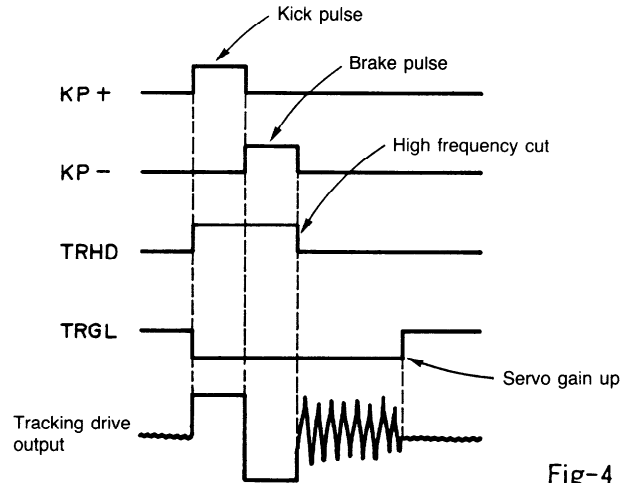 Kick pulse
Brake pulse
KP+
High frequency cut
KP−
TRHD
TRGL
Servo gain up
Tracking drive
output
Fig-4